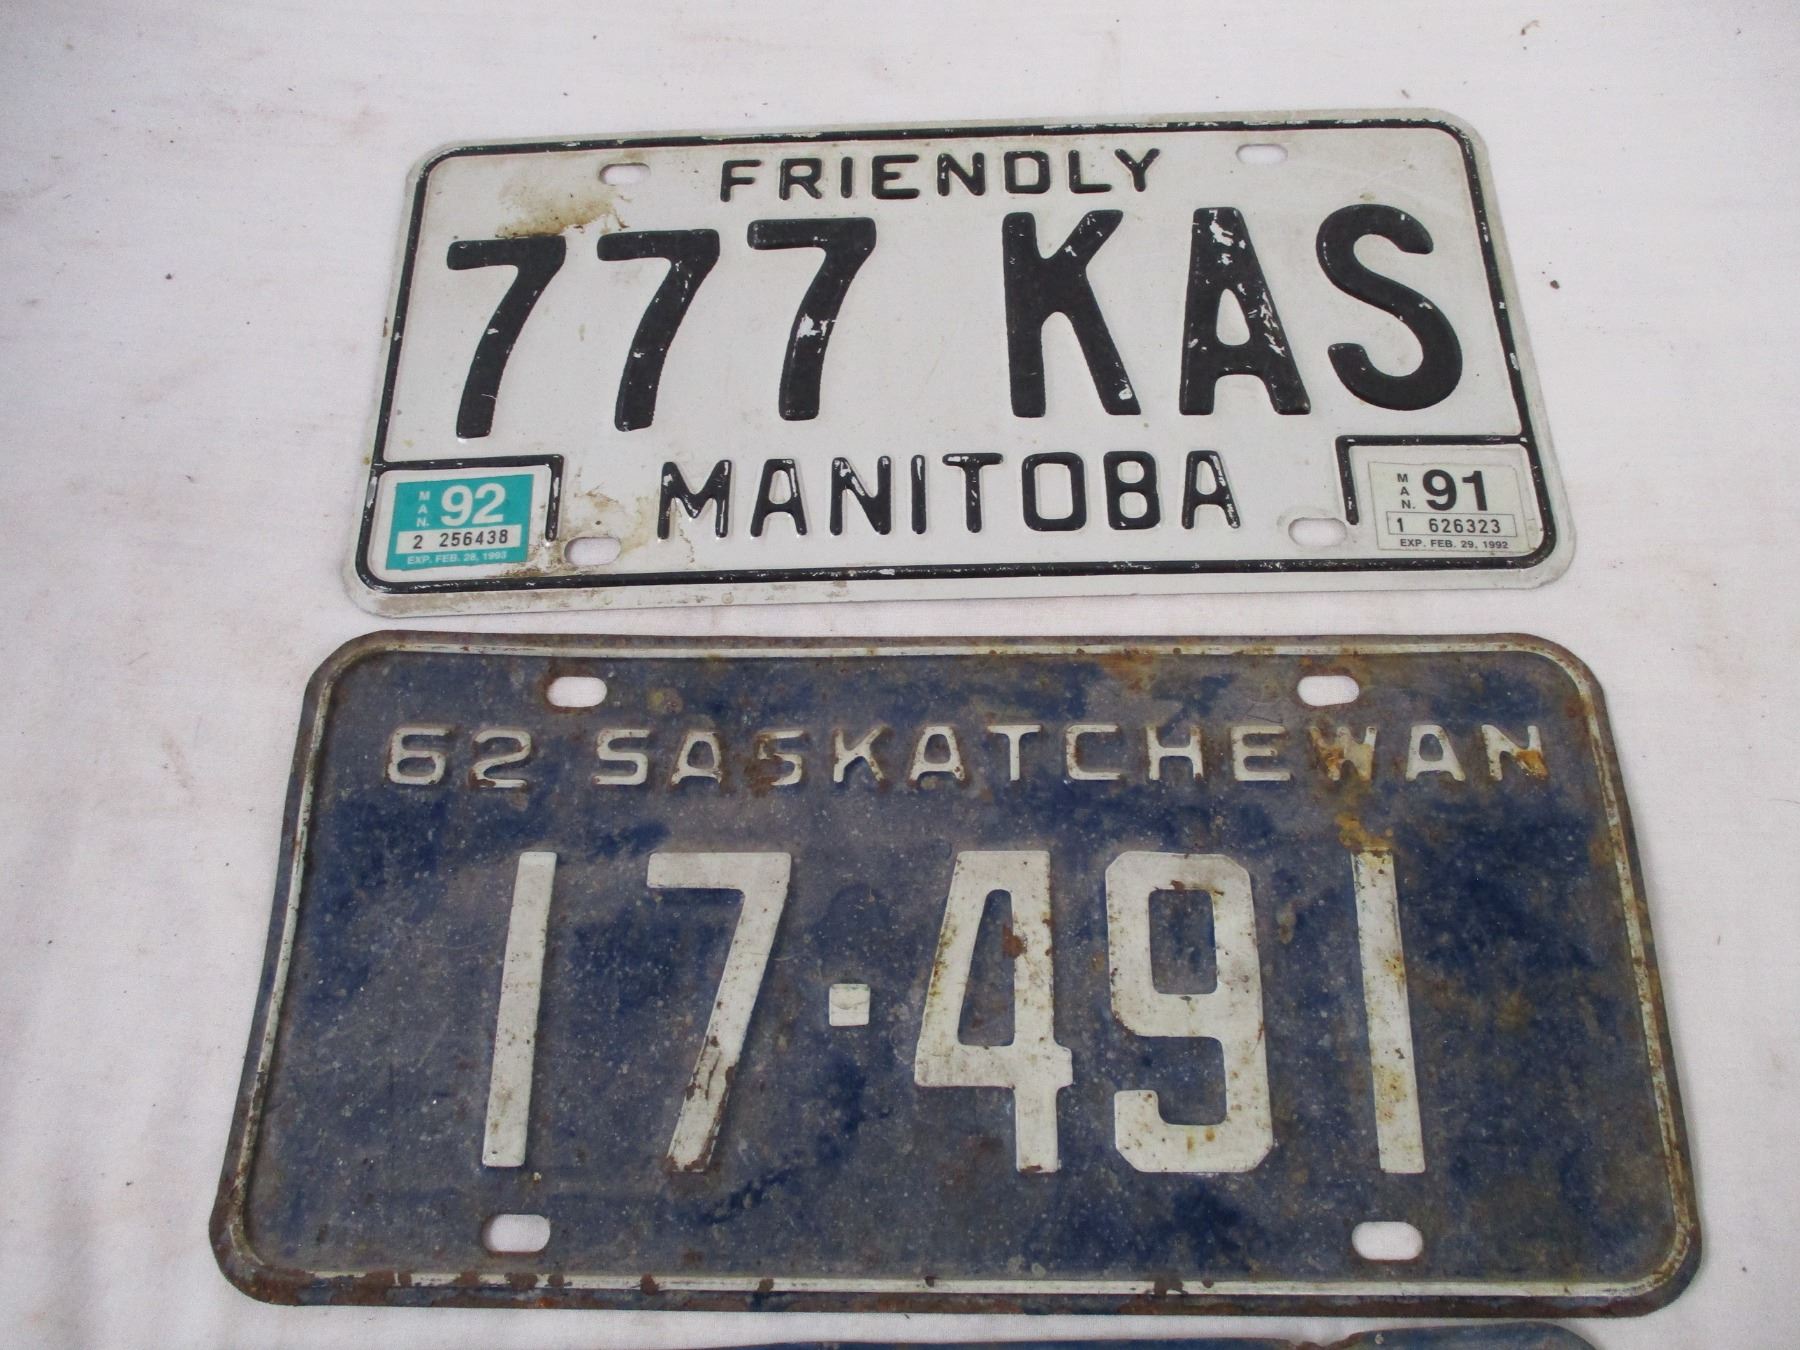 FRIENDLY
777 KAS
MANITOBA
MAN. 92
2 256438
EXP. FEB. 28, 1993
MAN. 91
1 626323
EXP. FEB. 29, 1992
62 SASKATCHEWAN
17·491